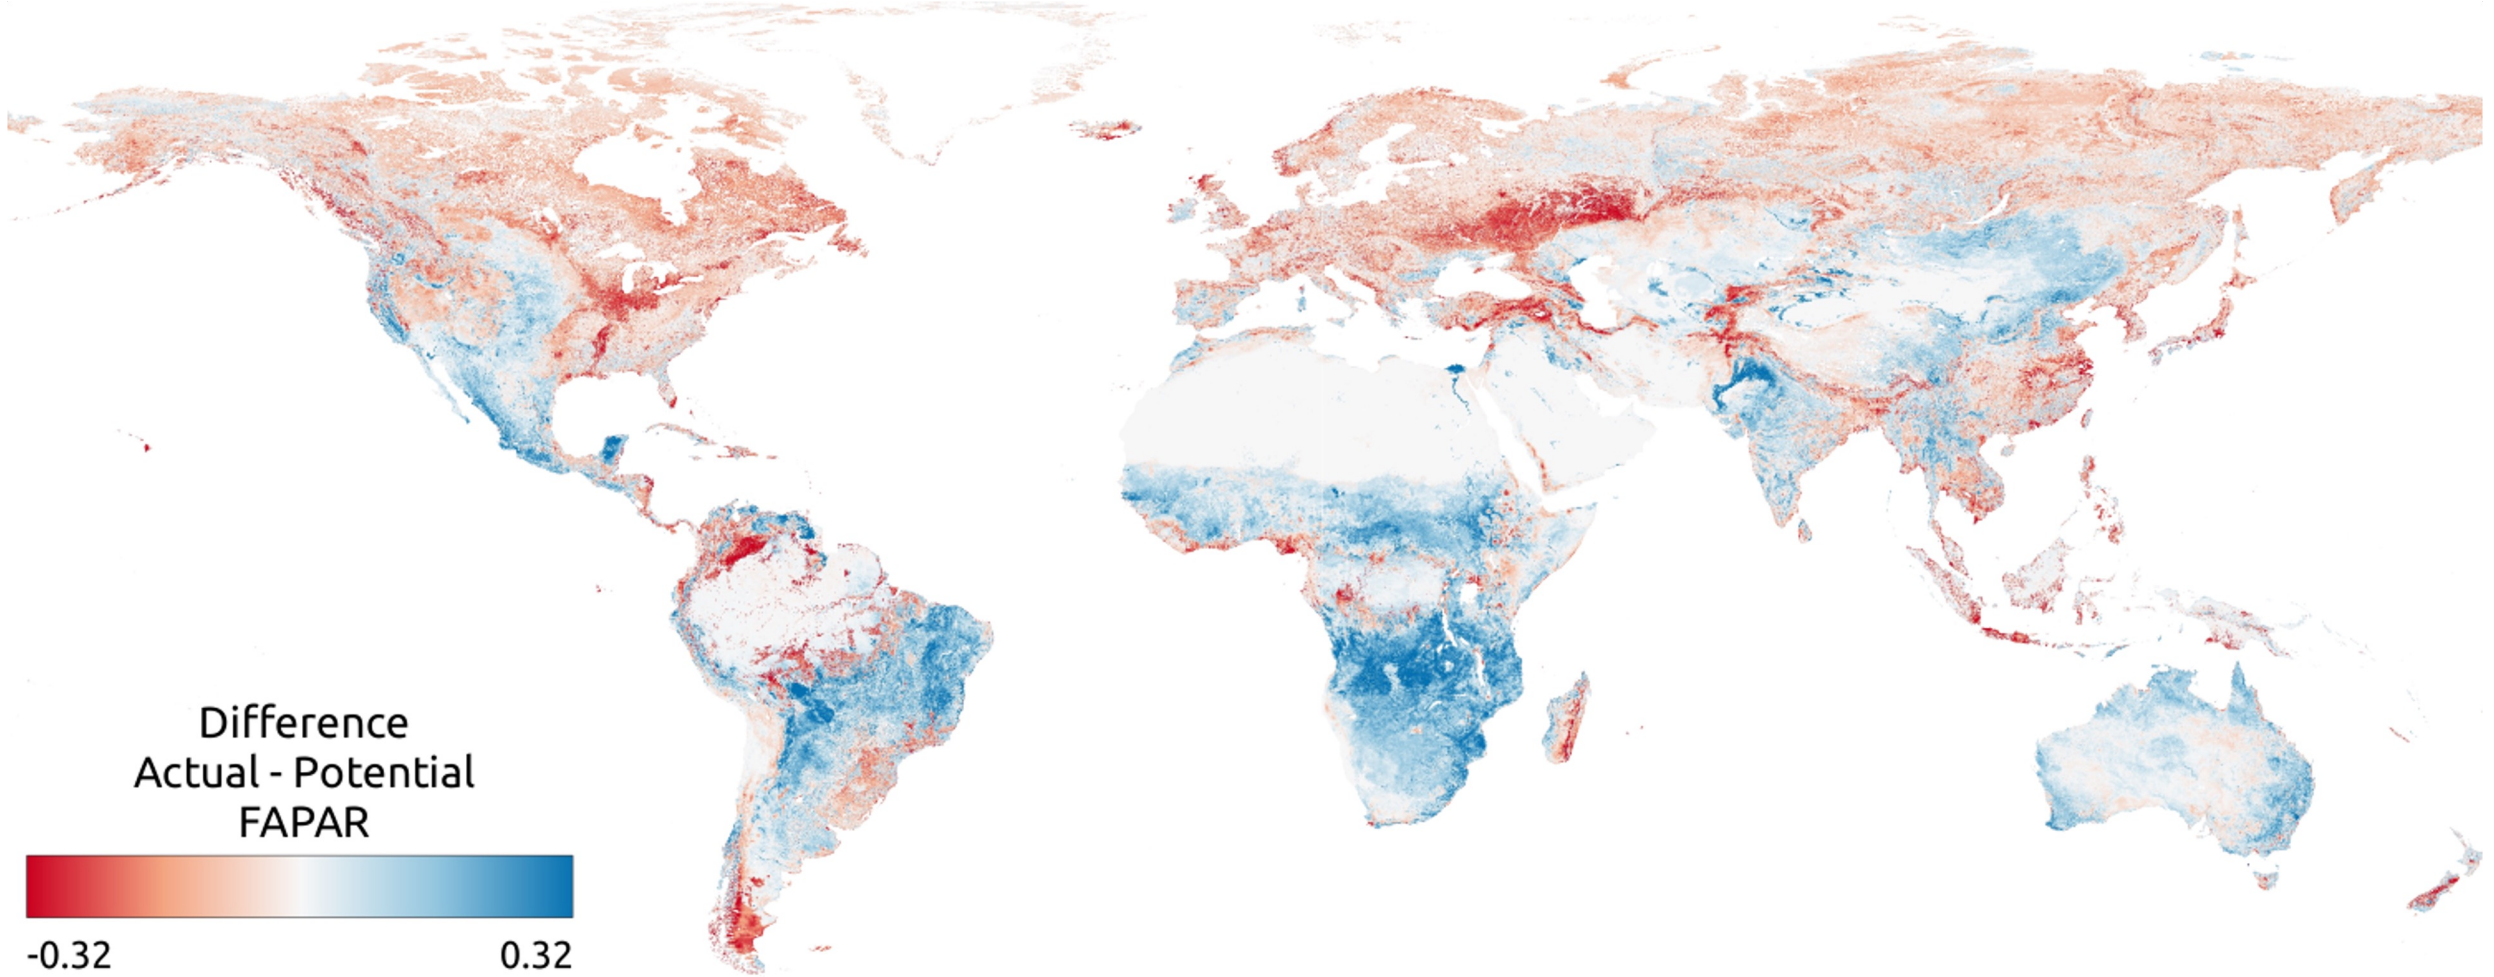 Difference
Actual - Potential
FAPAR
-0.32
0.32